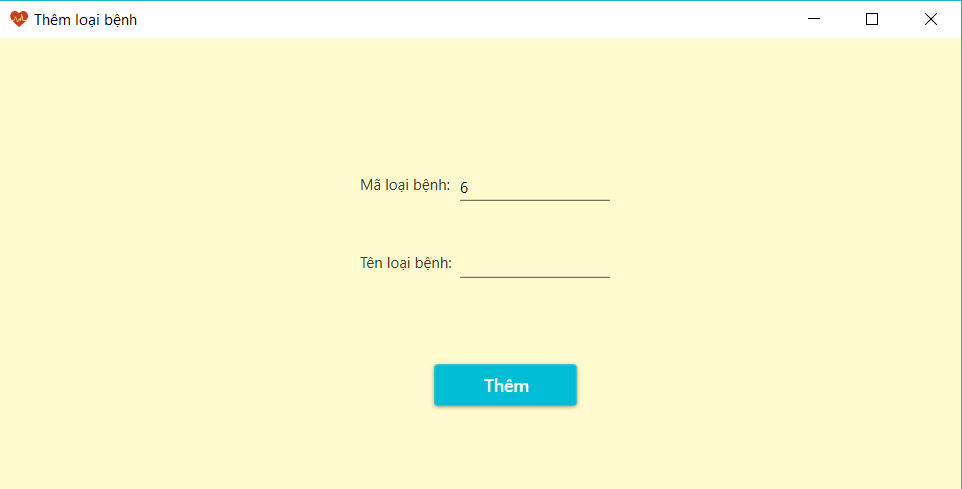 Thêm loại bệnh
Mã loại bệnh: 6
Tên loại bệnh:
Thêm